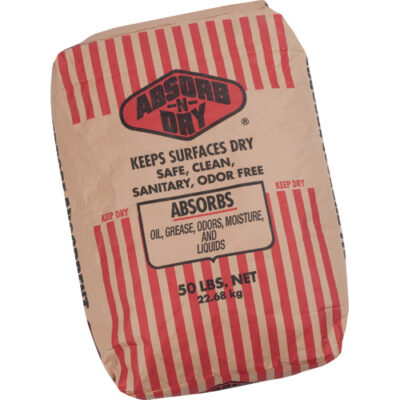 ABSORB
-N-
DRY
®
KEEPS SURFACES DRY
SAFE, CLEAN,
SANITARY, ODOR FREE
KEEP DRY
KEEP DRY
ABSORBS
OIL, GREASE, ODORS, MOISTURE,
AND
LIQUIDS
50 LBS. NET
22.68 kg